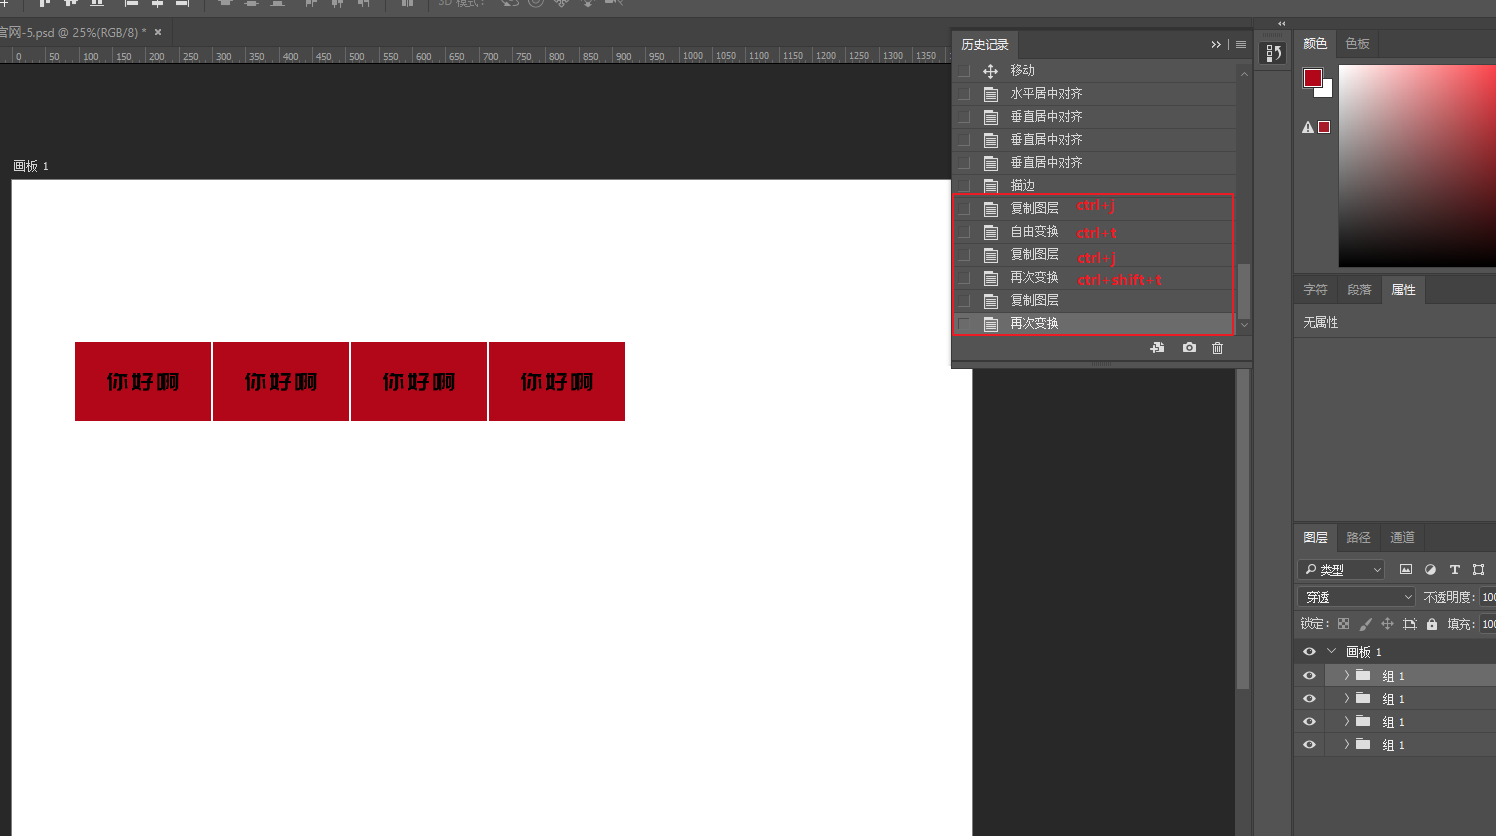 3D 模式:
官网-5.psd @ 25%(RGB/8) * ×
0 50 100 150 200 250 300 350 400 450 500 550 600 650 700 750 800 850 900 950 1000 1050 1100 1150 1200 1250 1300 1350
画板 1
你好啊 你好啊 你好啊 你好啊
历史记录
移动
水平居中对齐
垂直居中对齐
垂直居中对齐
垂直居中对齐
描边
复制图层 ctrl+j
自由变换 ctrl+t
复制图层 ctrl+j
再次变换 ctrl+shift+t
复制图层
再次变换
颜色 色板
字符 段落 属性
无属性
图层 路径 通道
类型
穿透 不透明度: 100
锁定: 填充: 100
画板 1
组 1
组 1
组 1
组 1